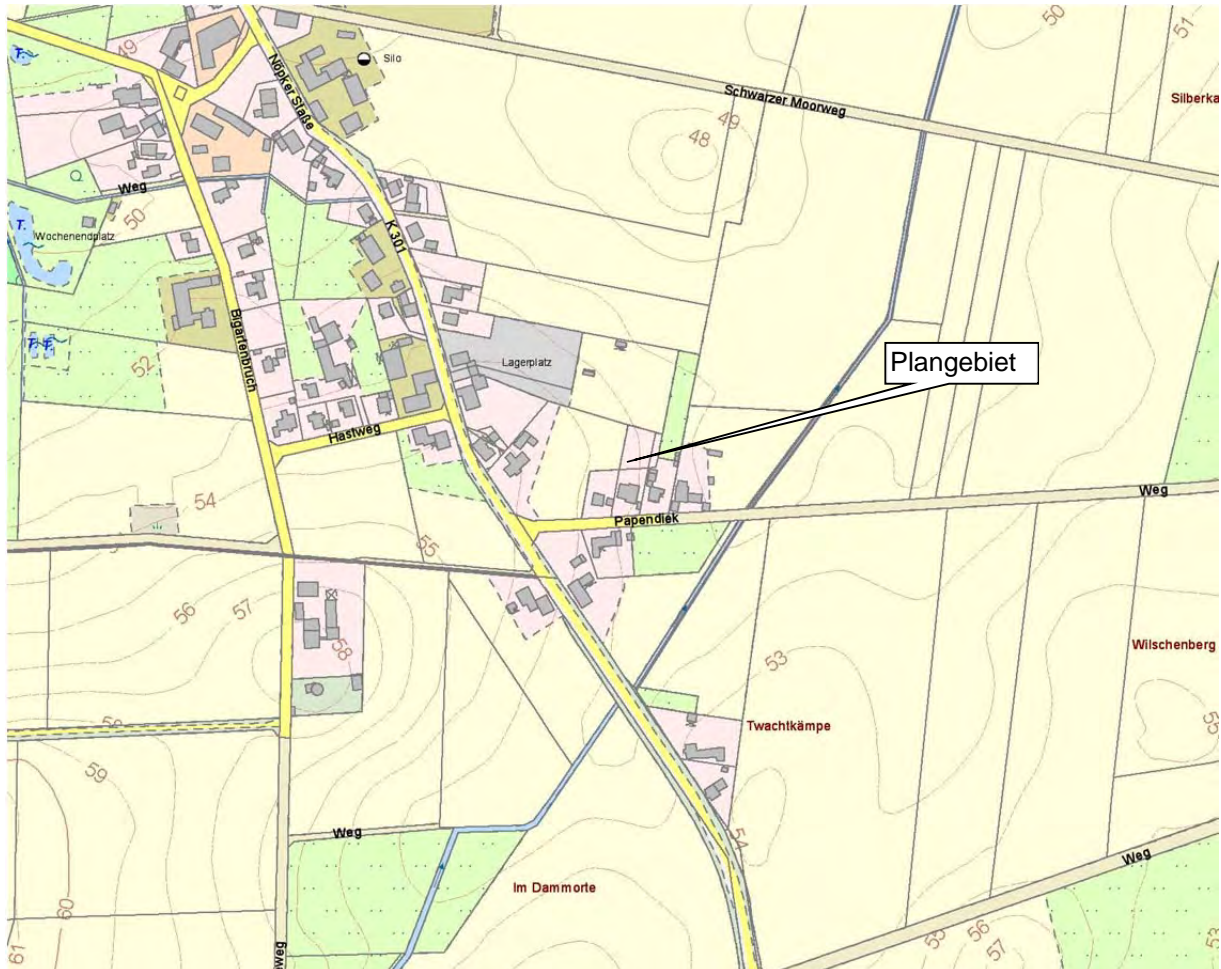 50
51
T.
49
Nöpker Staße
Silo
Schwarzer Moorweg
Silberka
49
48
Weg
50
T.
Wochenendplatz
K 301
T.
T.
52
Bigartenbruch
Lagerplatz
Plangebiet
Hastweg
54
55
Papendiek
Weg
56
57
58
53
Wilschenberg
55
Twachtkämpe
59
Weg
54
Weg
Im Dammorte
60
61
weg
56
57
53